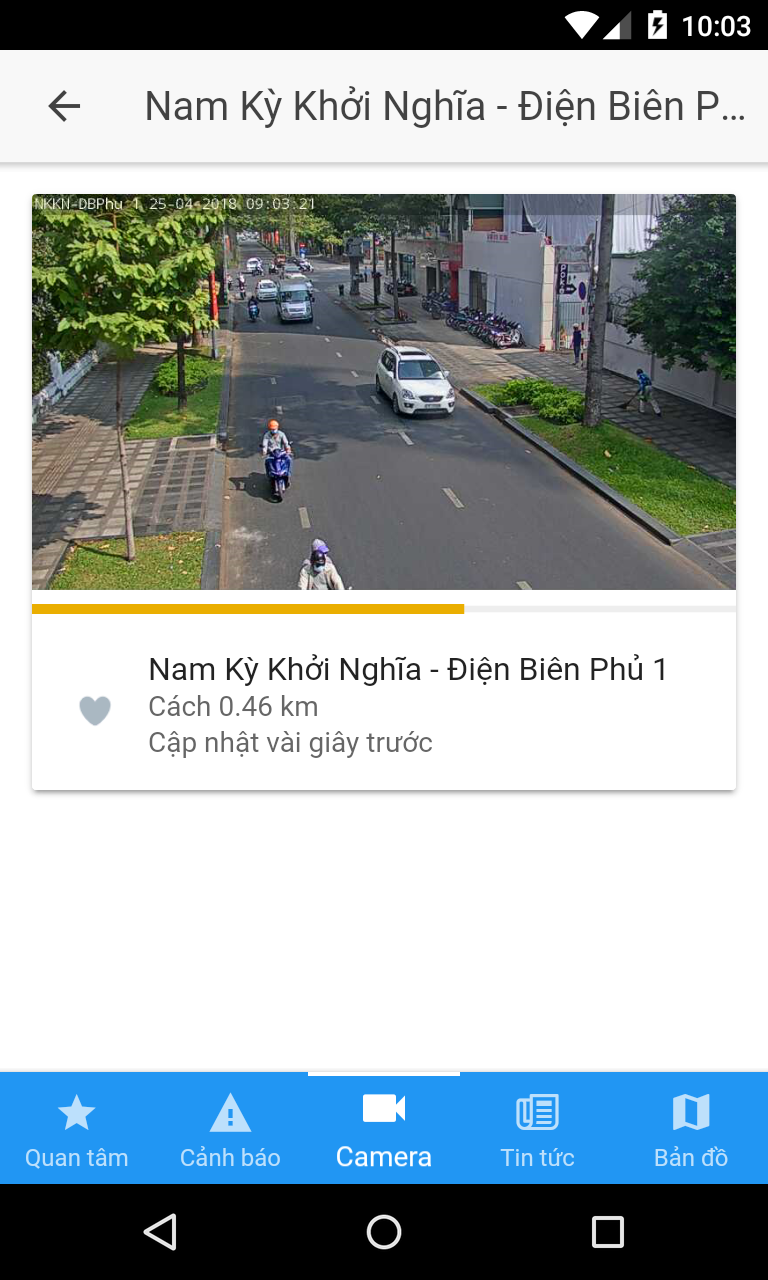 10:03
Nam Kỳ Khởi Nghĩa - Điện Biên P...
NKKN-DBPhu 1 25-04-2018 09:03:21
Nam Kỳ Khởi Nghĩa - Điện Biên Phủ 1
Cách 0.46 km
Cập nhật vài giây trước
Quan tâm
Cảnh báo
Camera
Tin tức
Bản đồ